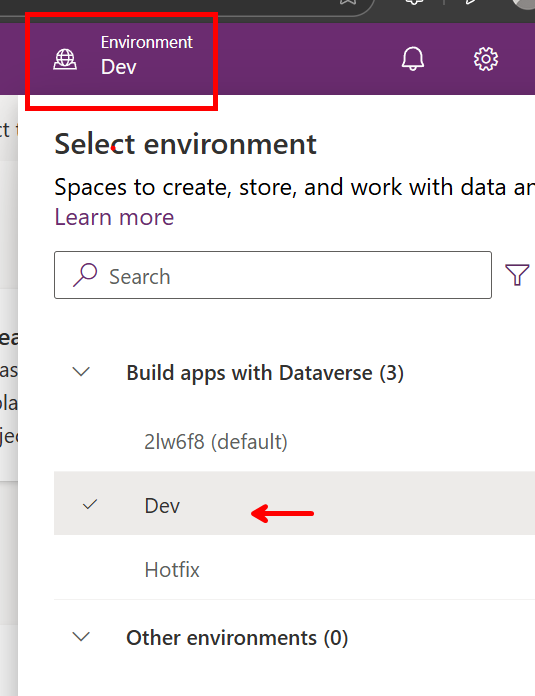 Environment
Dev
Select environment
Spaces to create, store, and work with data
Learn more
Search
Build apps with Dataverse (3)
2lw6f8 (default)
Dev
Hotfix
Other environments (0)